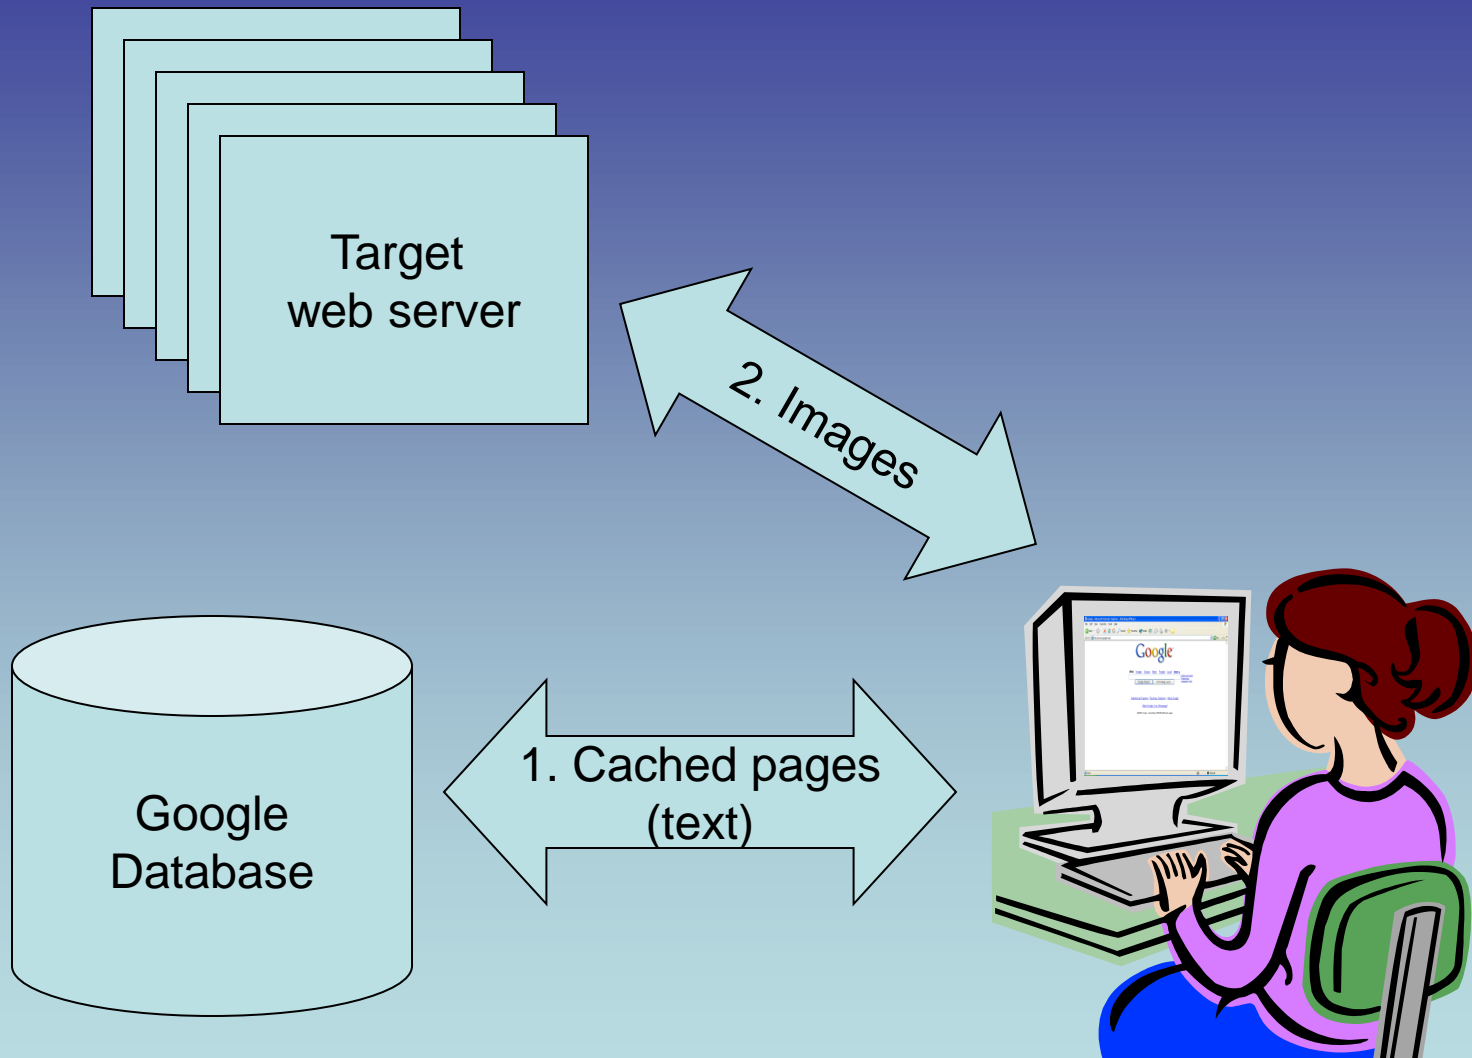 Target
web server
2. Images
Google
1. Cached pages
(text)
Google
Database